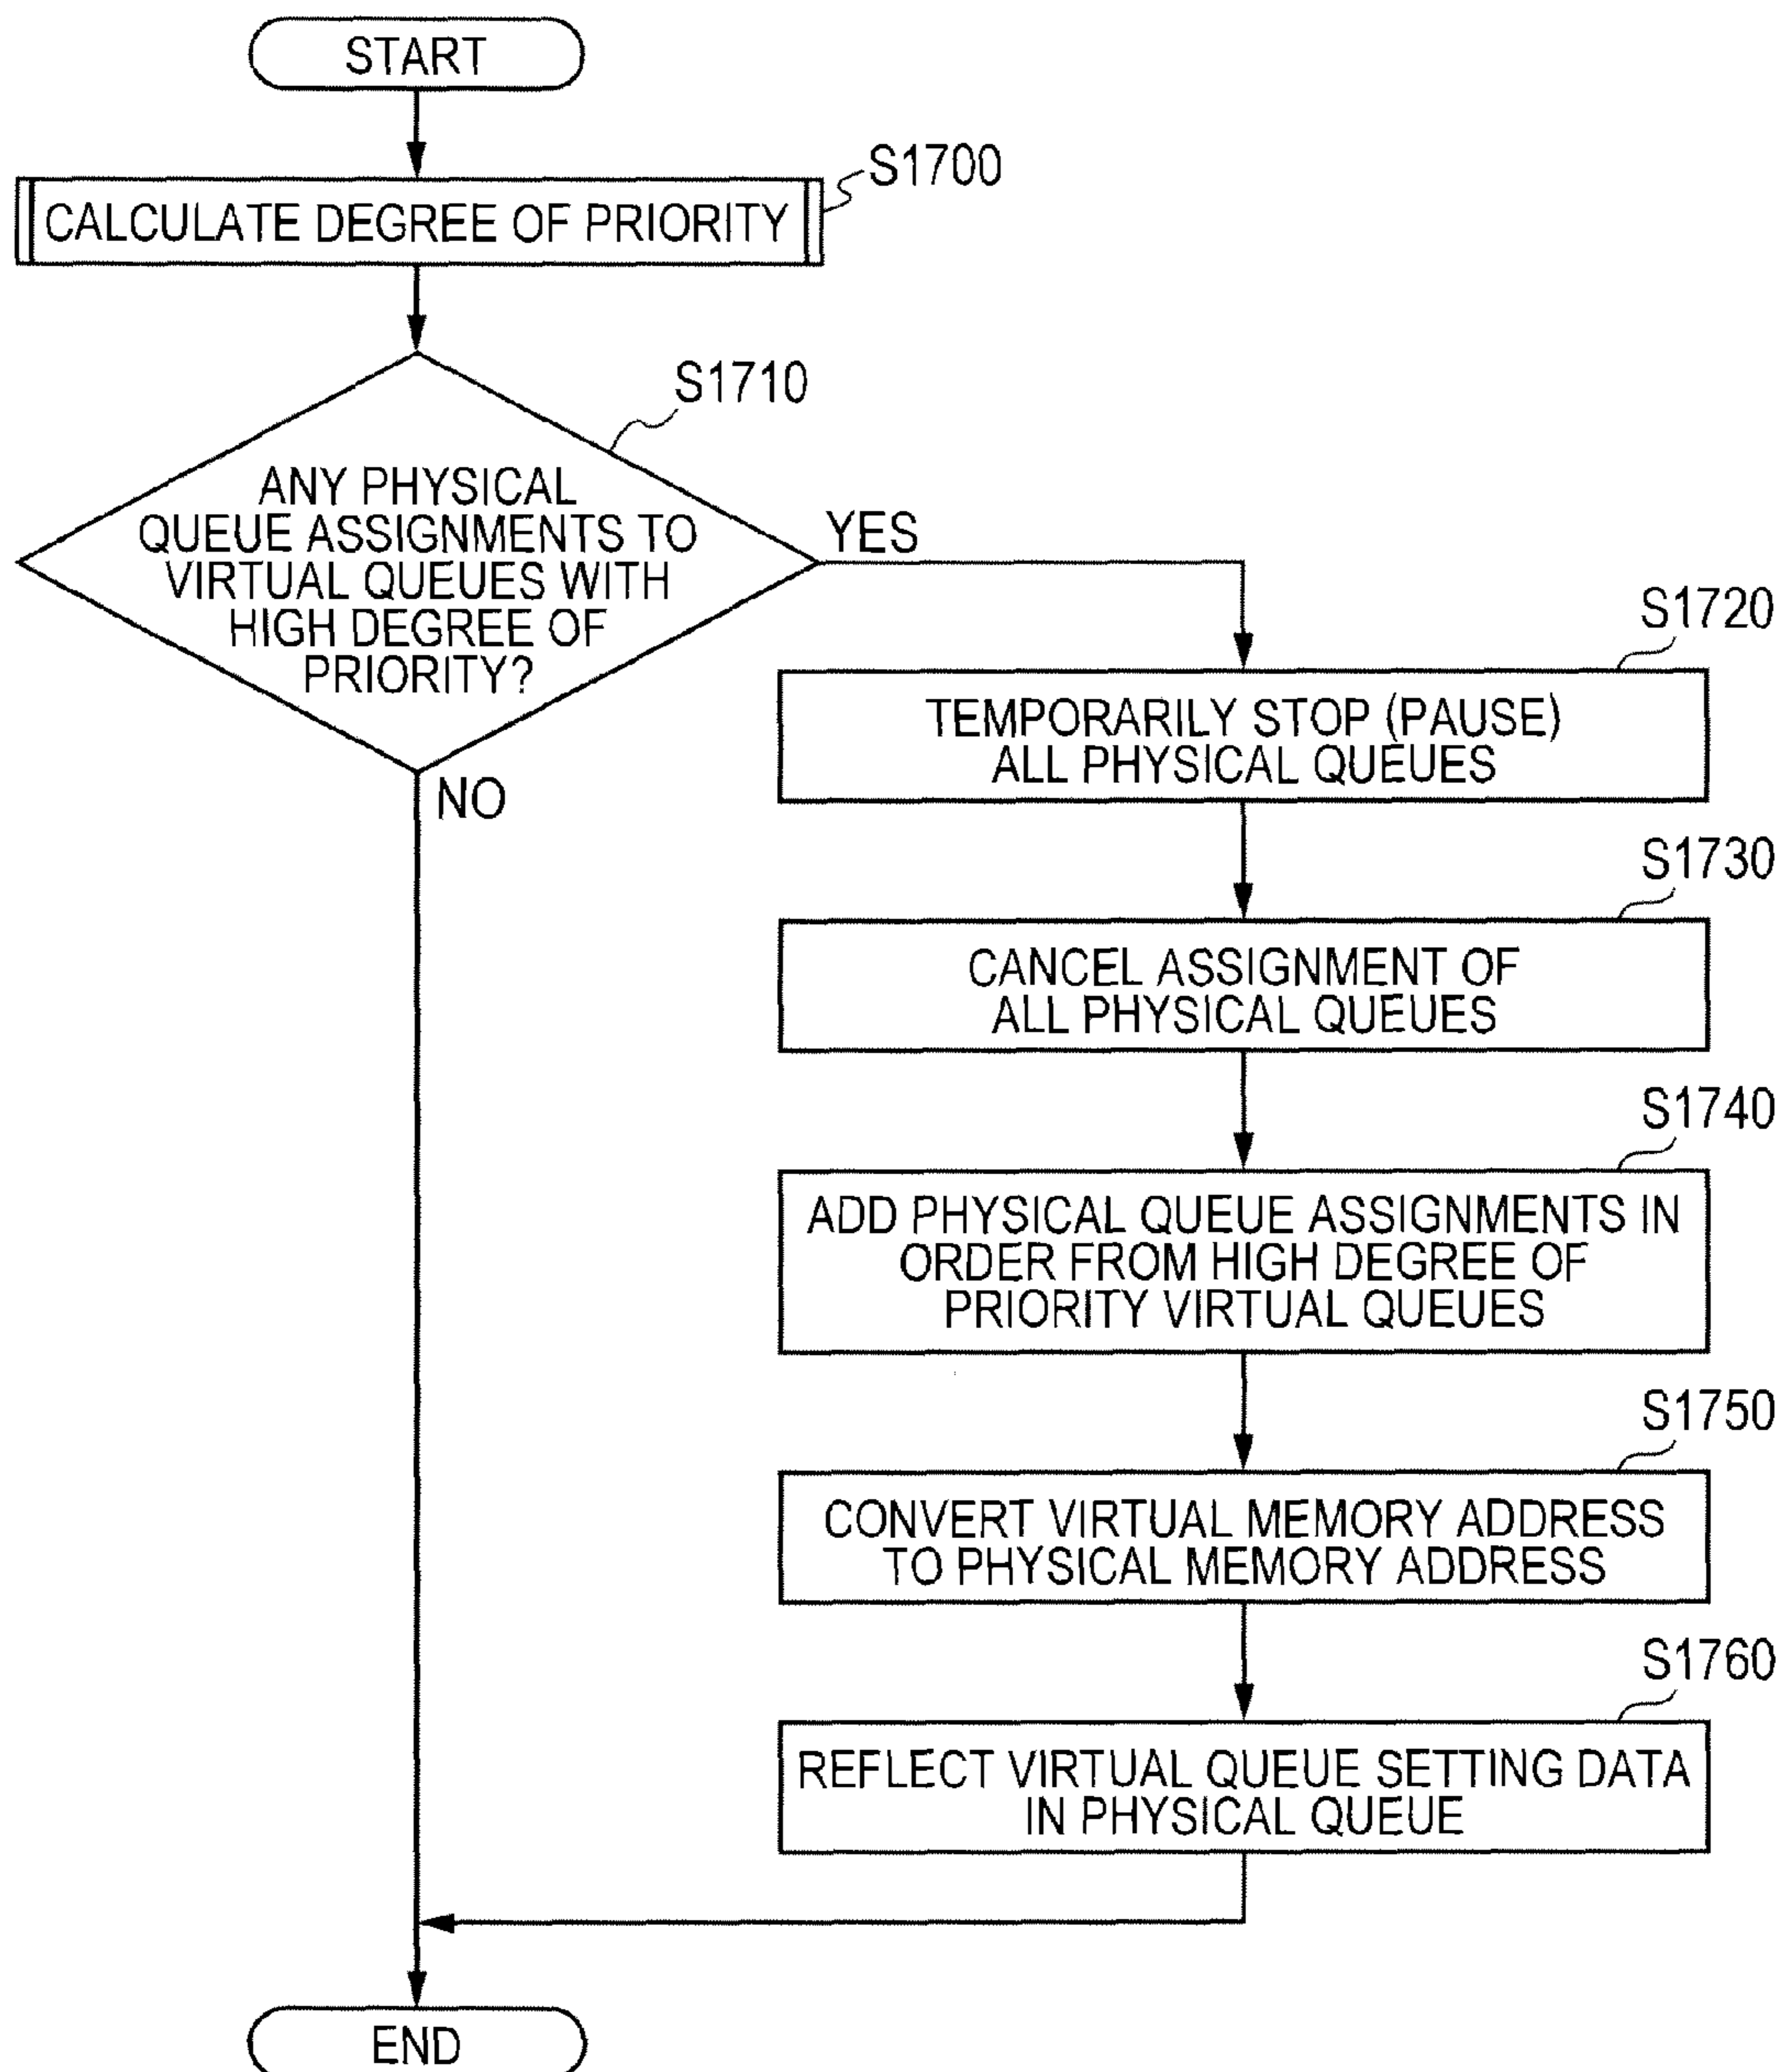 START
S1700
CALCULATE DEGREE OF PRIORITY
S1710
ANY PHYSICAL
QUEUE ASSIGNMENTS TO
VIRTUAL QUEUES WITH
HIGH DEGREE OF
PRIORITY?
YES
NO
S1720
TEMPORARILY STOP (PAUSE)
ALL PHYSICAL QUEUES
S1730
CANCEL ASSIGNMENT OF
ALL PHYSICAL QUEUES
S1740
ADD PHYSICAL QUEUE ASSIGNMENTS IN
ORDER FROM HIGH DEGREE OF
PRIORITY VIRTUAL QUEUES
S1750
CONVERT VIRTUAL MEMORY ADDRESS
TO PHYSICAL MEMORY ADDRESS
S1760
REFLECT VIRTUAL QUEUE SETTING DATA
IN PHYSICAL QUEUE
END